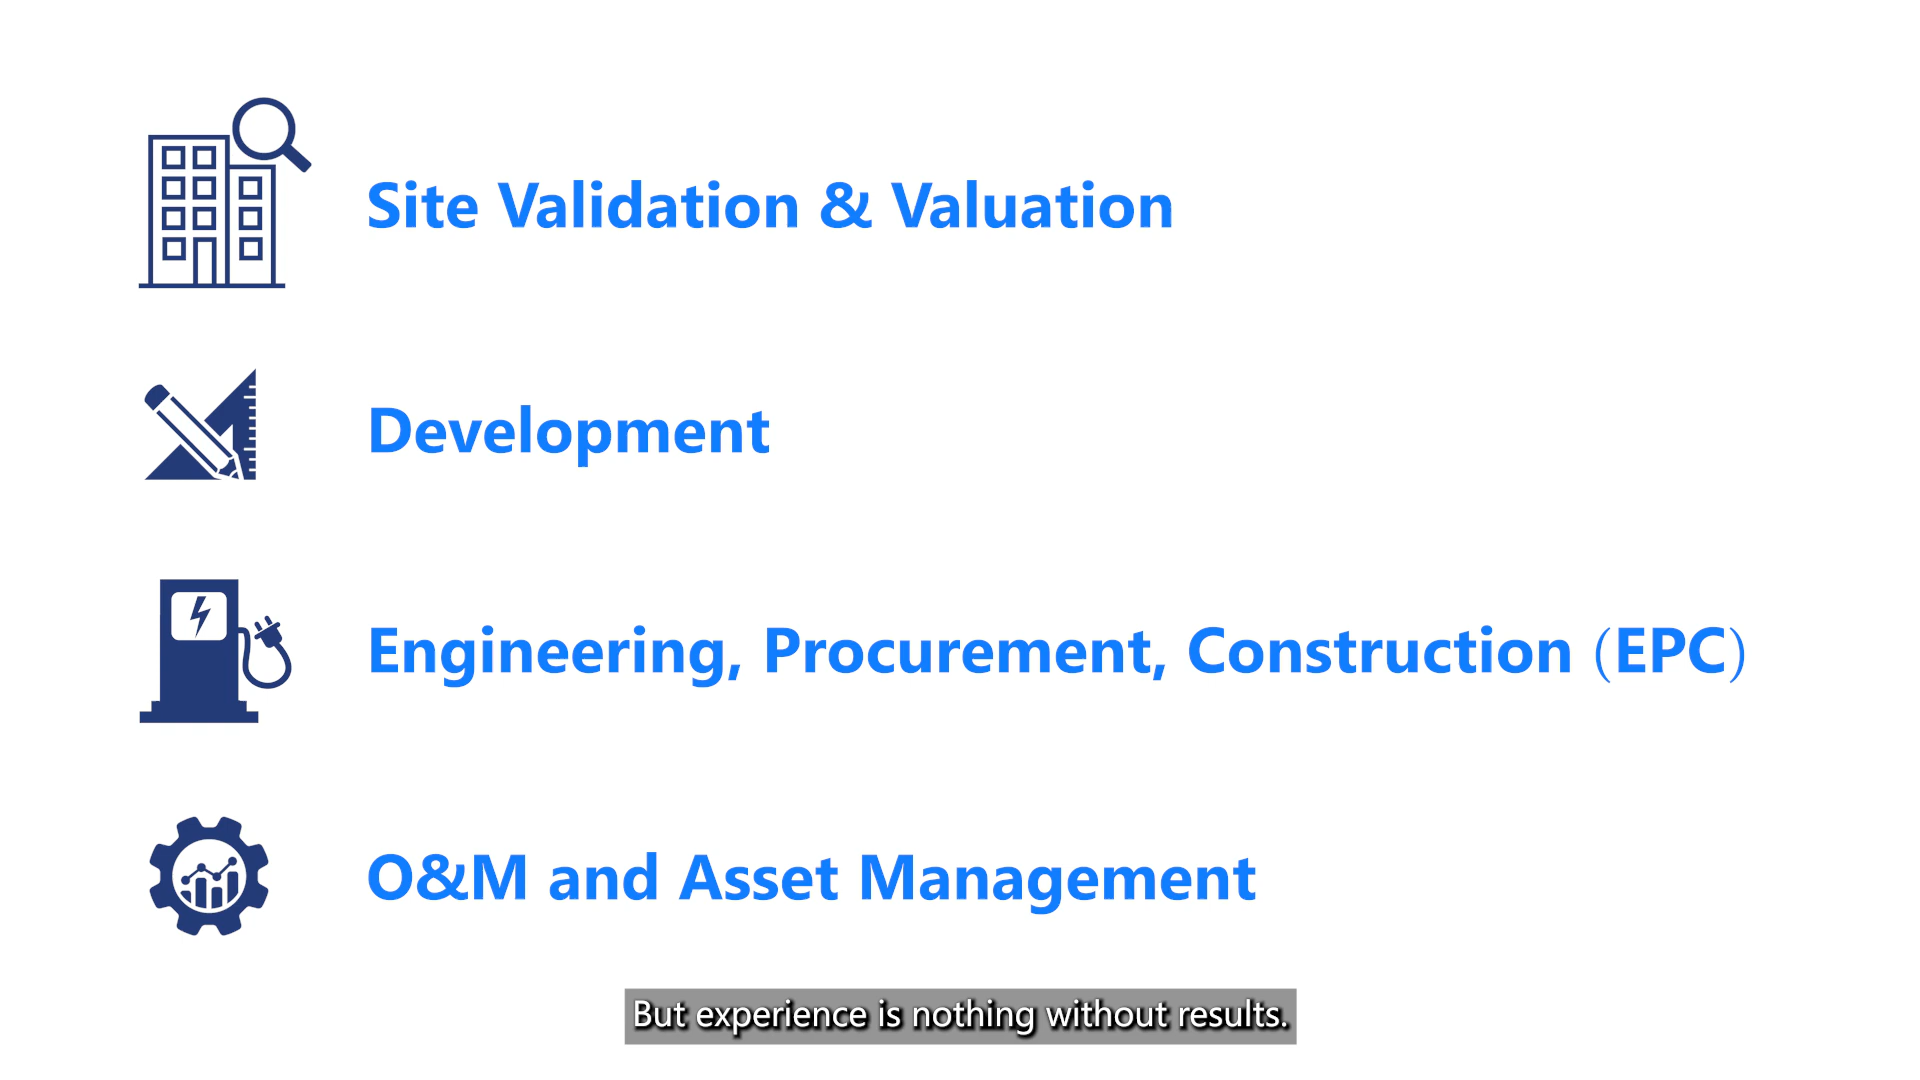 Site Validation & Valuation
Development
Engineering, Procurement, Construction (EPC)
O&M and Asset Management
But experience is nothing without results.